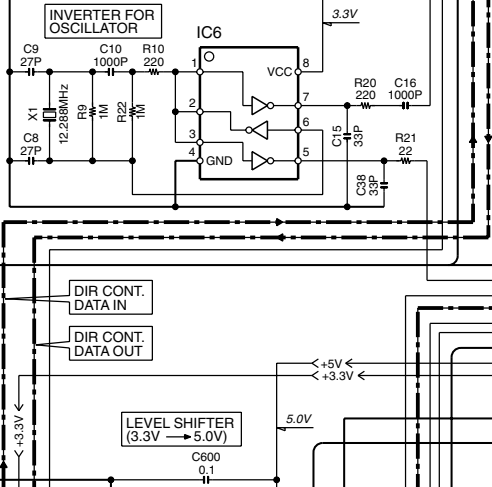 INVERTER FOR
OSCILLATOR
3.3V
IC6
C9
27P
C10
1000P
R10
220
1
8
VCC
X1
12.288MHz
R9
1M
R22
1M
2
7
R20
220
C16
1000P
3
6
C15
33P
C8
27P
4
GND
5
R21
22
C38
33P
DIR CONT.
DATA IN
DIR CONT.
DATA OUT
+5V
+3.3V
+3.3V
LEVEL SHIFTER
(3.3V → 5.0V)
5.0V
C600
0.1